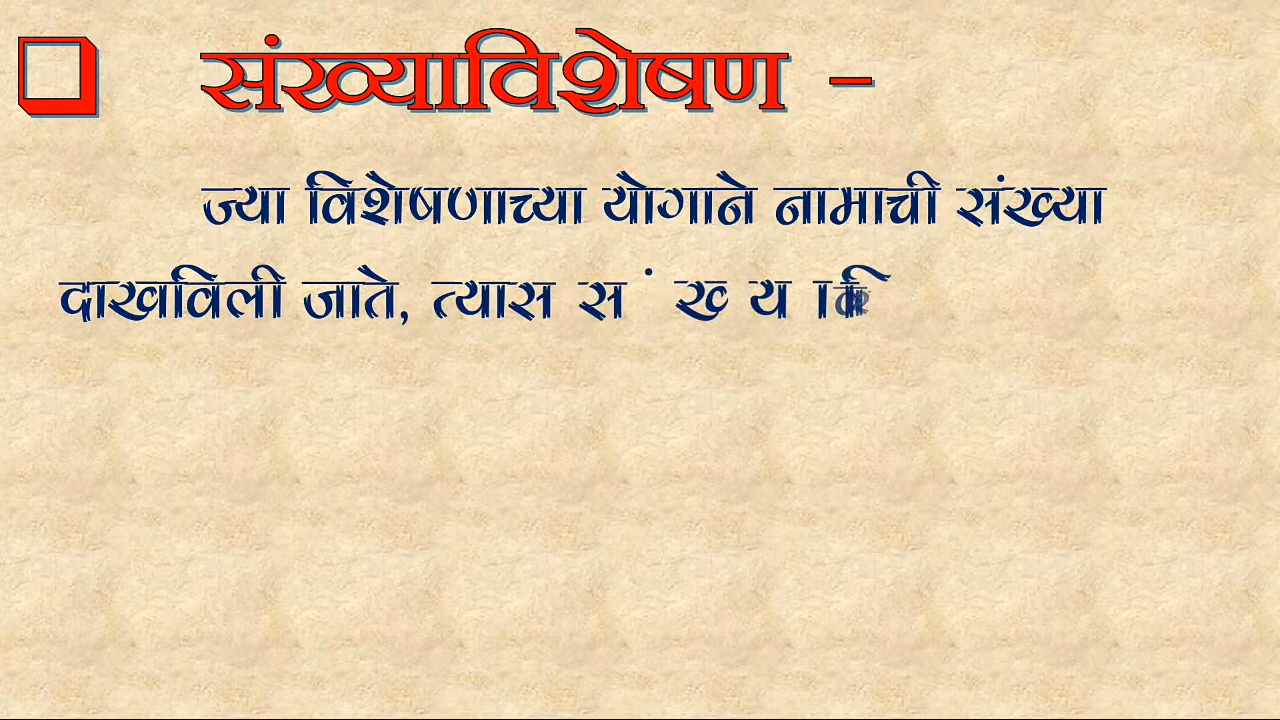 संख्याविशेषण -
ज्या विशेषणाच्या योगाने नामाची संख्या
दाखविली जाते, त्यास